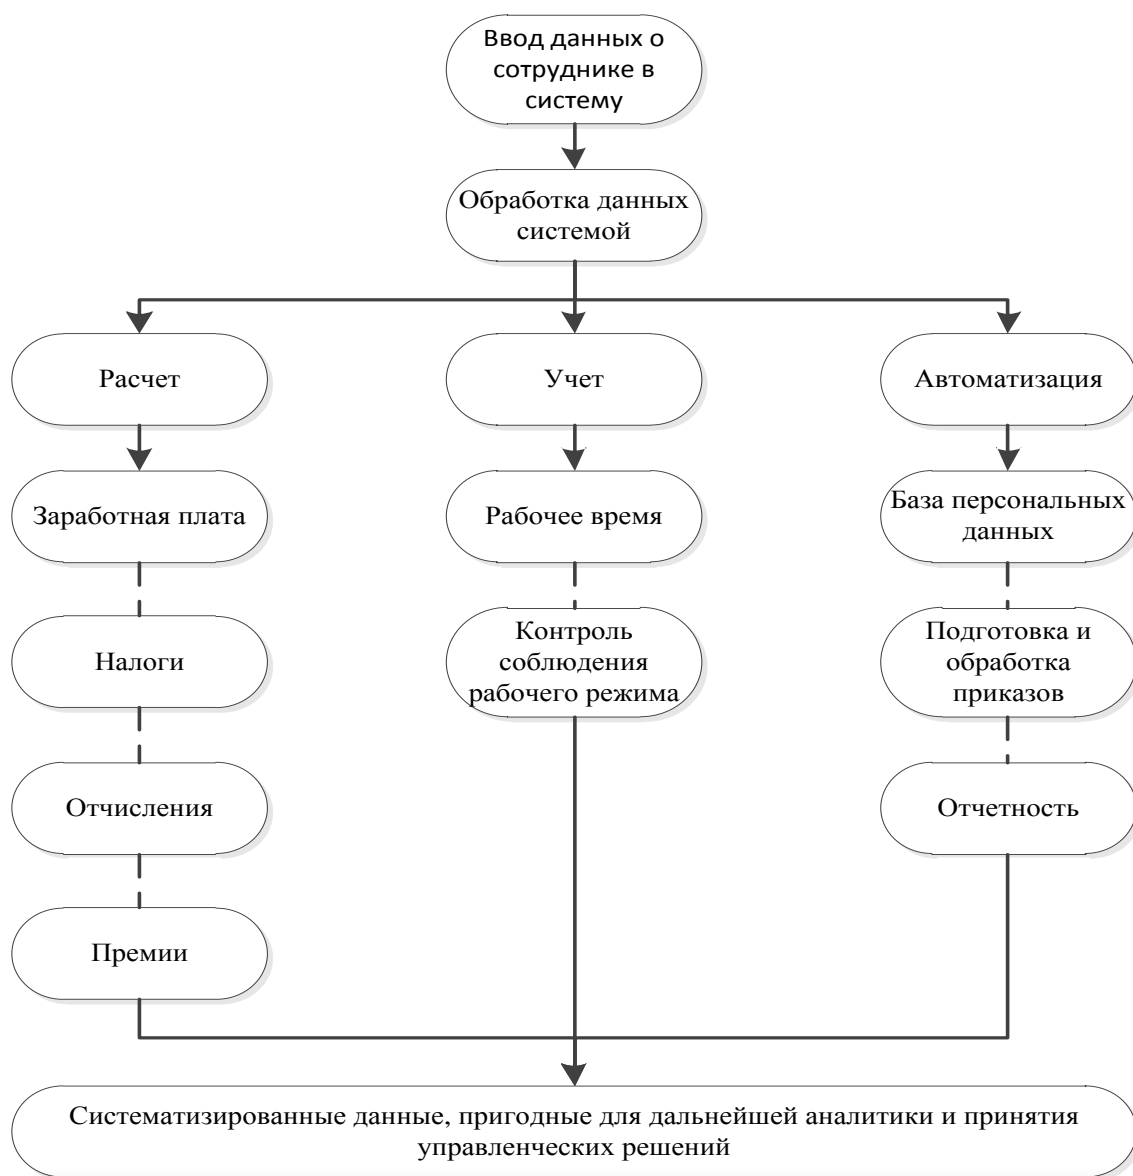 Ввод данных о
сотруднике в
систему
Обработка данных
системой
Расчет
Учет
Автоматизация
Заработная плата
Рабочее время
База персональных
данных
Налоги
Контроль
соблюдения
рабочего режима
Подготовка и
обработка
приказов
Отчисления
Отчетность
Премии
Систематизированные данные, пригодные для дальнейшей аналитики и принятия
управленческих решений